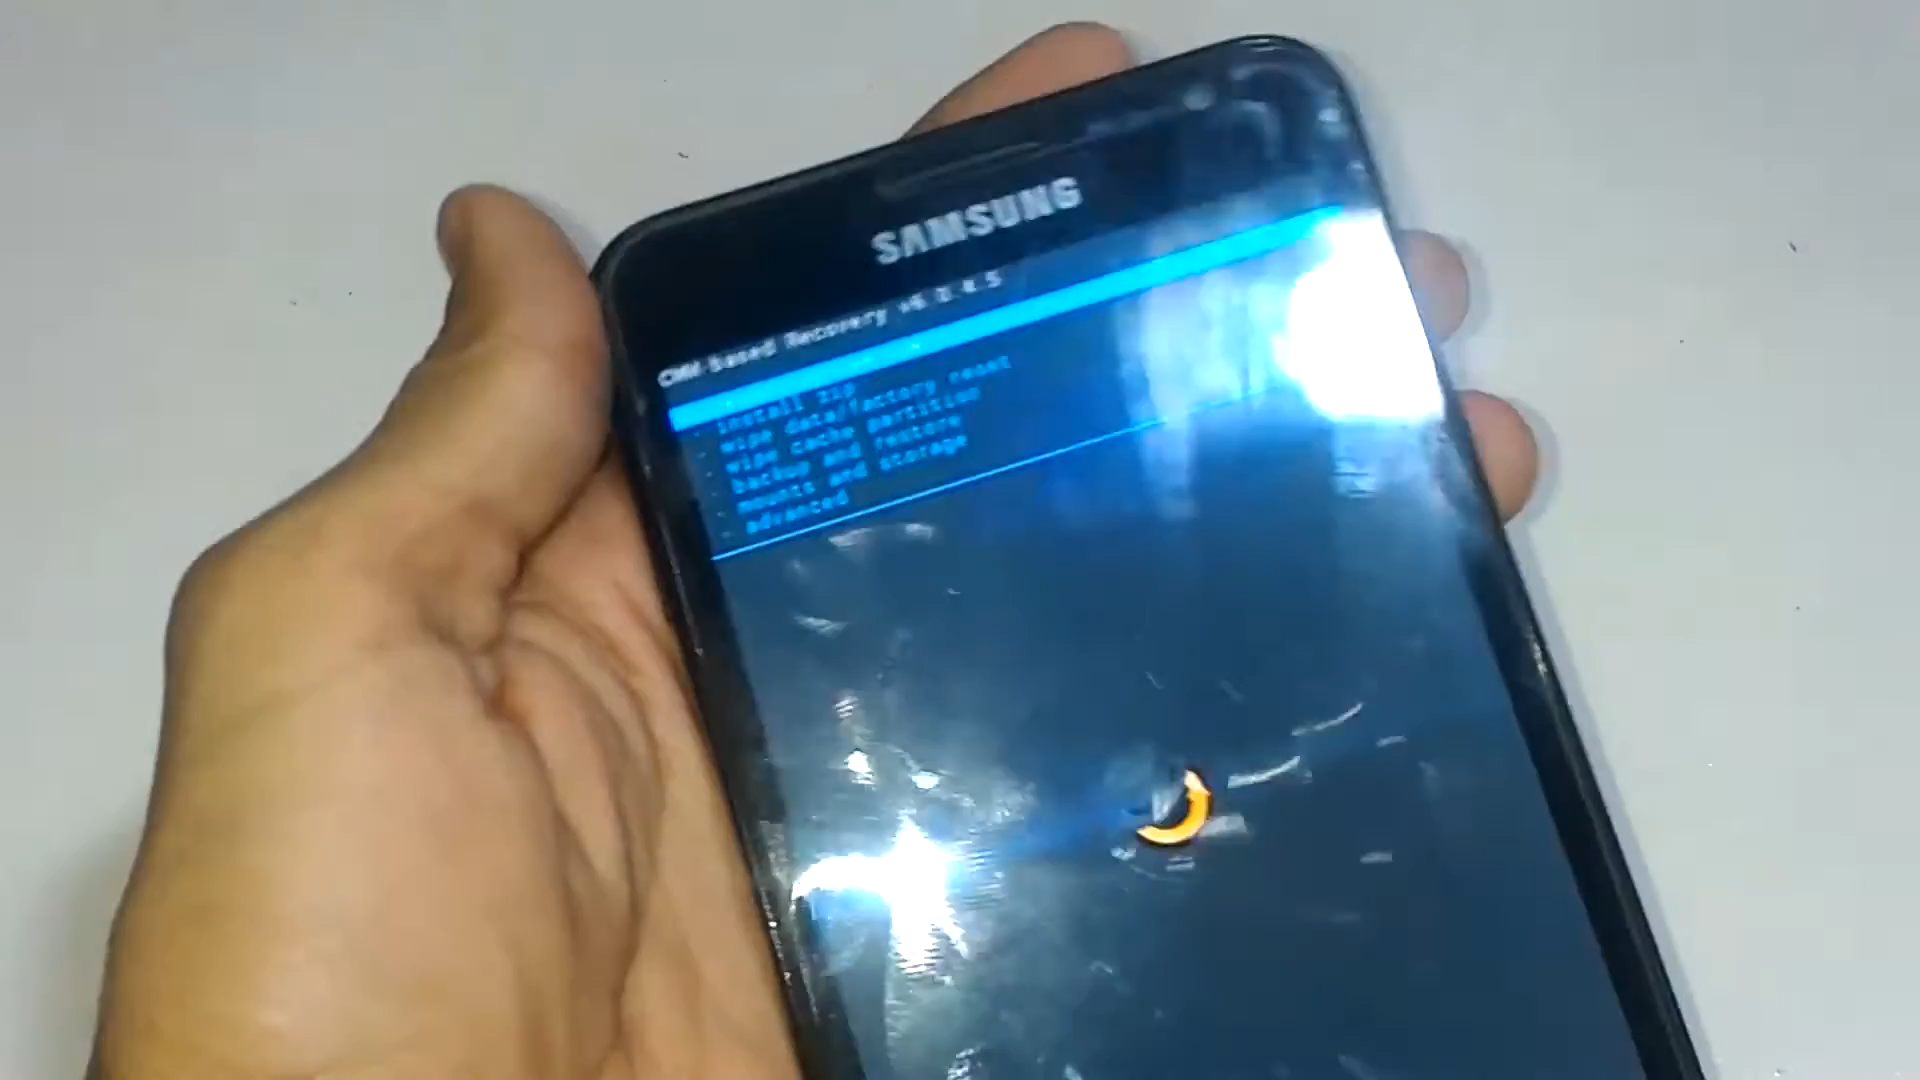 SAMSUNG
CWM-based Recovery v6.0.4.5
- install zip
- wipe data/factory reset
- wipe cache partition
- backup and restore
- mounts and storage
- advanced